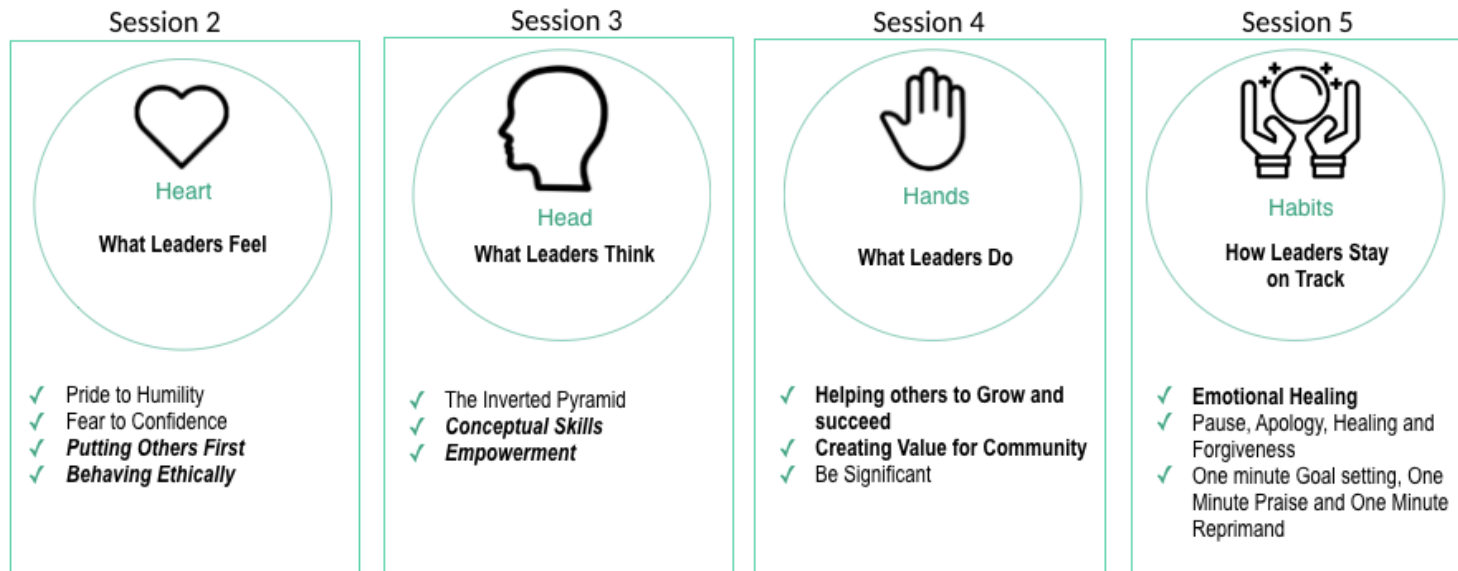 Session 2
Heart
What Leaders Feel
✓ Pride to Humility
✓ Fear to Confidence
✓ Putting Others First
✓ Behaving Ethically
Session 3
Head
What Leaders Think
✓ The Inverted Pyramid
✓ Conceptual Skills
✓ Empowerment
Session 4
Hands
What Leaders Do
✓ Helping others to Grow and
succeed
✓ Creating Value for Community
✓ Be Significant
Session 5
Habits
How Leaders Stay
on Track
✓ Emotional Healing
✓ Pause, Apology, Healing and
Forgiveness
✓ One minute Goal setting, One
Minute Praise and One Minute
Reprimand